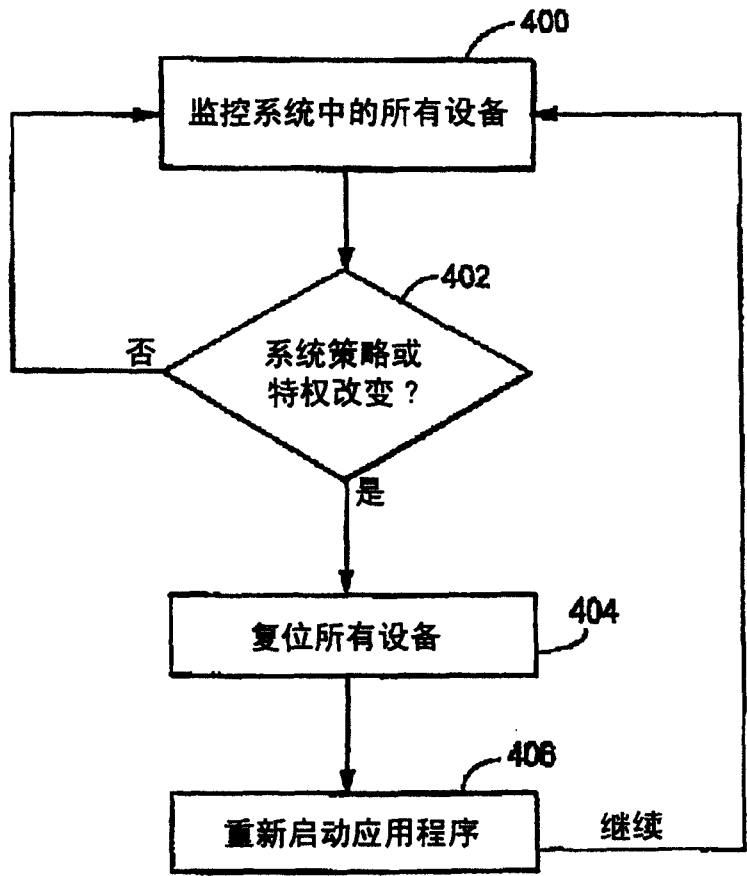 400
监控系统中的所有设备
402
系统策略或
特权改变？
否
是
404
复位所有设备
406
重新启动应用程序
继续